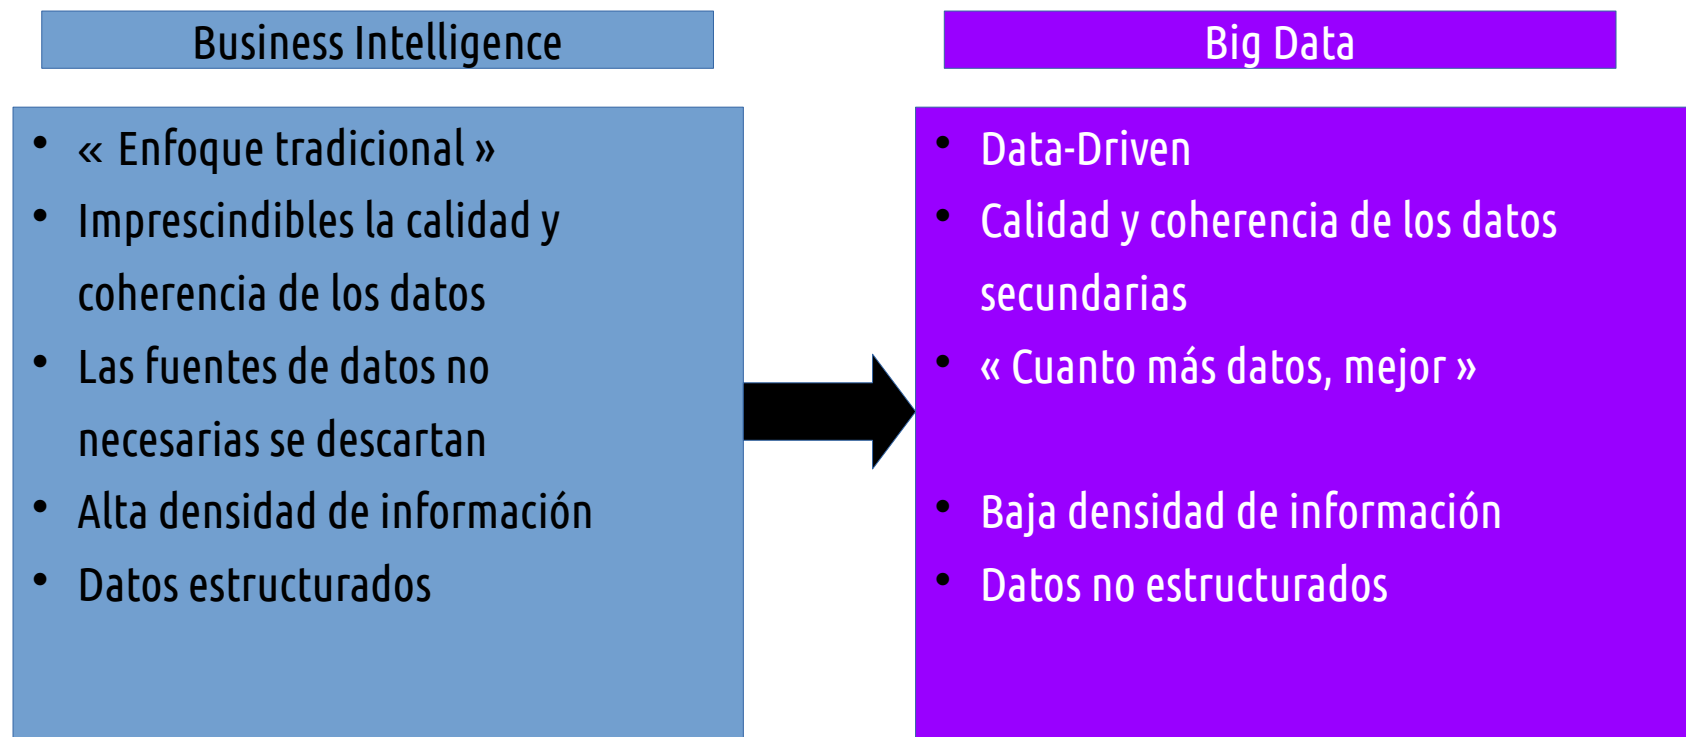 Business Intelligence
• « Enfoque tradicional »
• Imprescindibles la calidad y
coherencia de los datos
• Las fuentes de datos no
necesarias se descartan
• Alta densidad de información
• Datos estructurados
Big Data
• Data-Driven
• Calidad y coherencia de los datos
secundarias
• « Cuanto más datos, mejor »
• Baja densidad de información
• Datos no estructurados